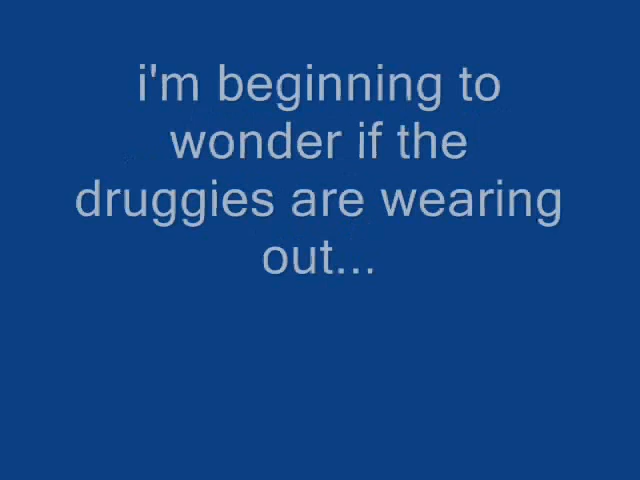 i'm beginning to
wonder if the
druggies are wearing
out...